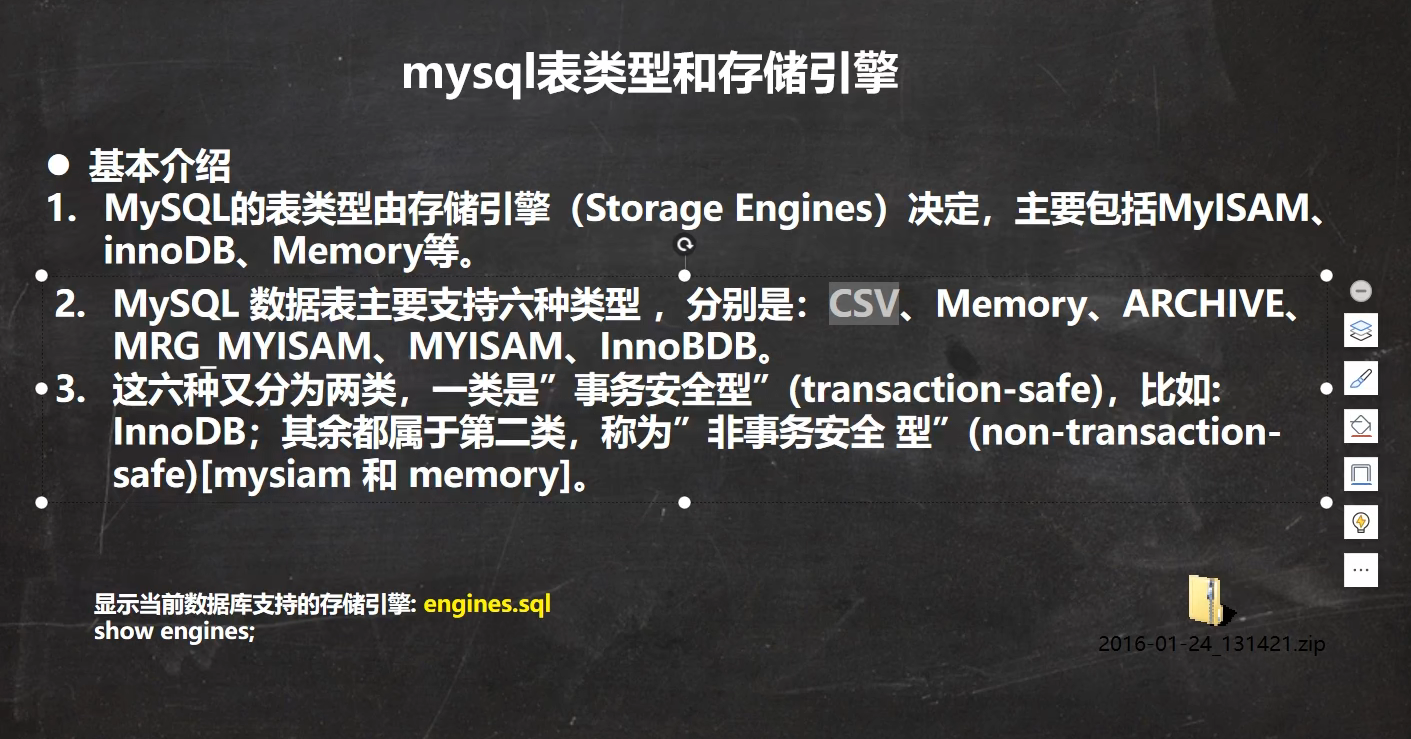 mysql表类型和存储引擎
● 基本介绍
1. MySQL的表类型由存储引擎（Storage Engines）决定，主要包括MyISAM、
innoDB、Memory等。
2. MySQL 数据表主要支持六种类型 ，分别是：CSV、Memory、ARCHIVE、
MRG_MYISAM、MYISAM、InnoBDB。
3. 这六种又分为两类，一类是”事务安全型”(transaction-safe)，比如:
InnoDB；其余都属于第二类，称为”非事务安全 型”(non-transaction-
safe)[mysiam 和 memory]。
显示当前数据库支持的存储引擎: engines.sql
show engines;
2016-01-24_131421.zip